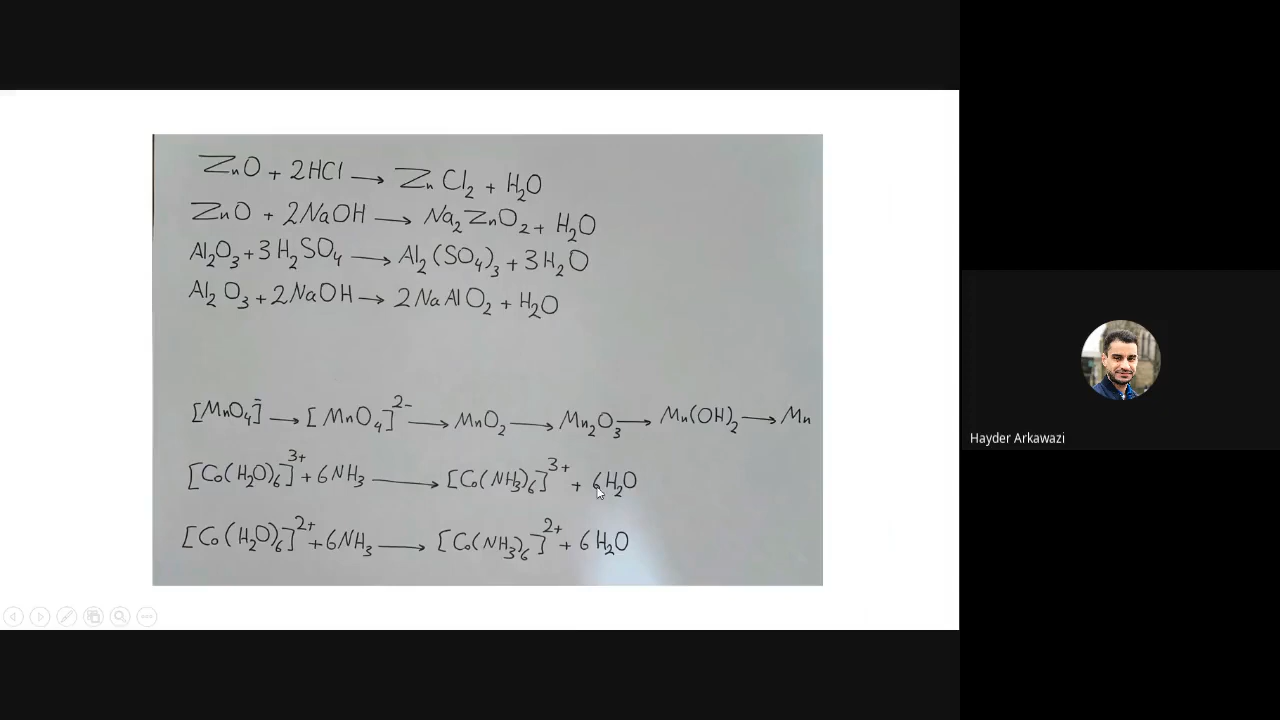 ZnO + 2HCl → ZnCl₂ + H₂O
ZnO + 2NaOH → Na₂ZnO₂ + H₂O
Al₂O₃ + 3H₂SO₄ → Al₂(SO₄)₃ + 3H₂O
Al₂O₃ + 2NaOH → 2NaAlO₂ + H₂O
[MnO₄]⁻ → [MnO₄]²⁻ → MnO₂ → Mn₂O₃ → Mn(OH)₂ → Mn
[Co(H₂O)₆]³⁺ + 6NH₃ → [Co(NH₃)₆]³⁺ + 6H₂O
[Co(H₂O)₆]²⁺ + 6NH₃ → [Co(NH₃)₆]²⁺ + 6H₂O
Hayder Arkawazi